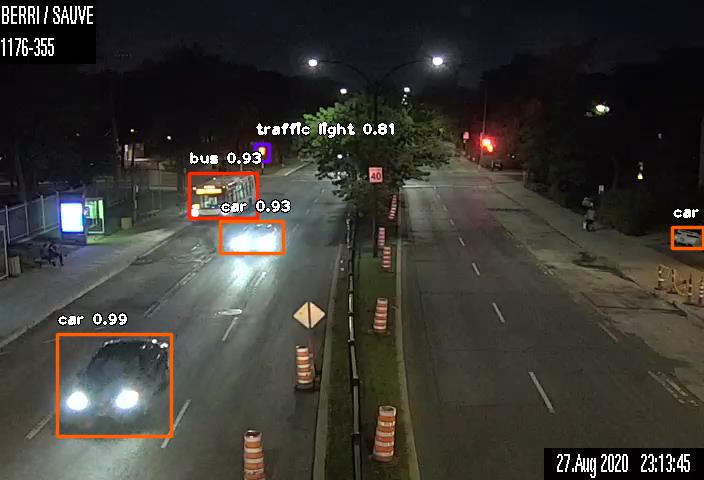 BERRI / SAUVE
1176-355
traffic light 0.81
bus 0.93
40
car 0.93
car
car 0.99
27.Aug 2020 23:13:45